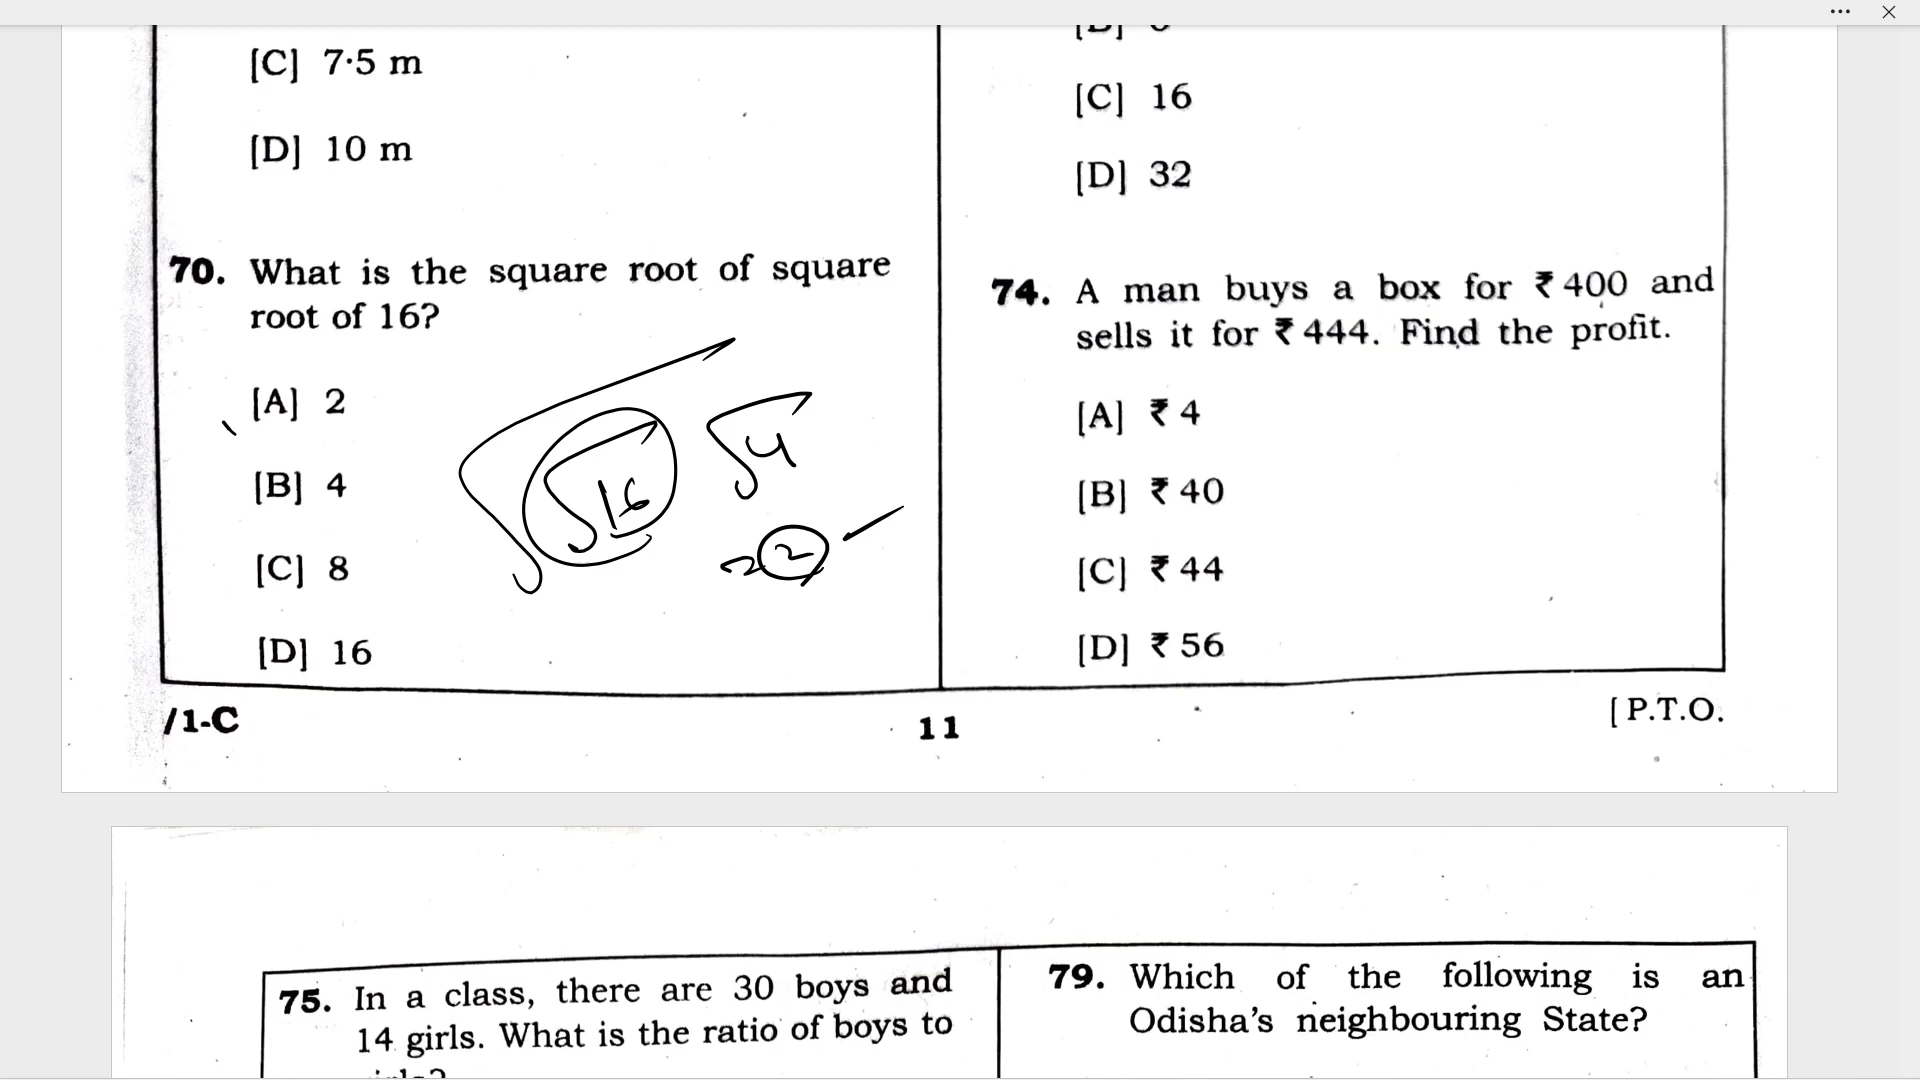 [C] 7·5 m
[D] 10 m
70. What is the square root of square
root of 16?
[A] 2
[B] 4
[C] 8
[D] 16
√√16 √4
2
[C] 16
[D] 32
74. A man buys a box for ₹ 400 and
sells it for ₹ 444. Find the profit.
[A] ₹ 4
[B] ₹ 40
[C] ₹ 44
[D] ₹ 56
/1-C
11
[ P.T.O.
75. In a class, there are 30 boys and
14 girls. What is the ratio of boys to
79. Which of the following is an
Odisha's neighbouring State?